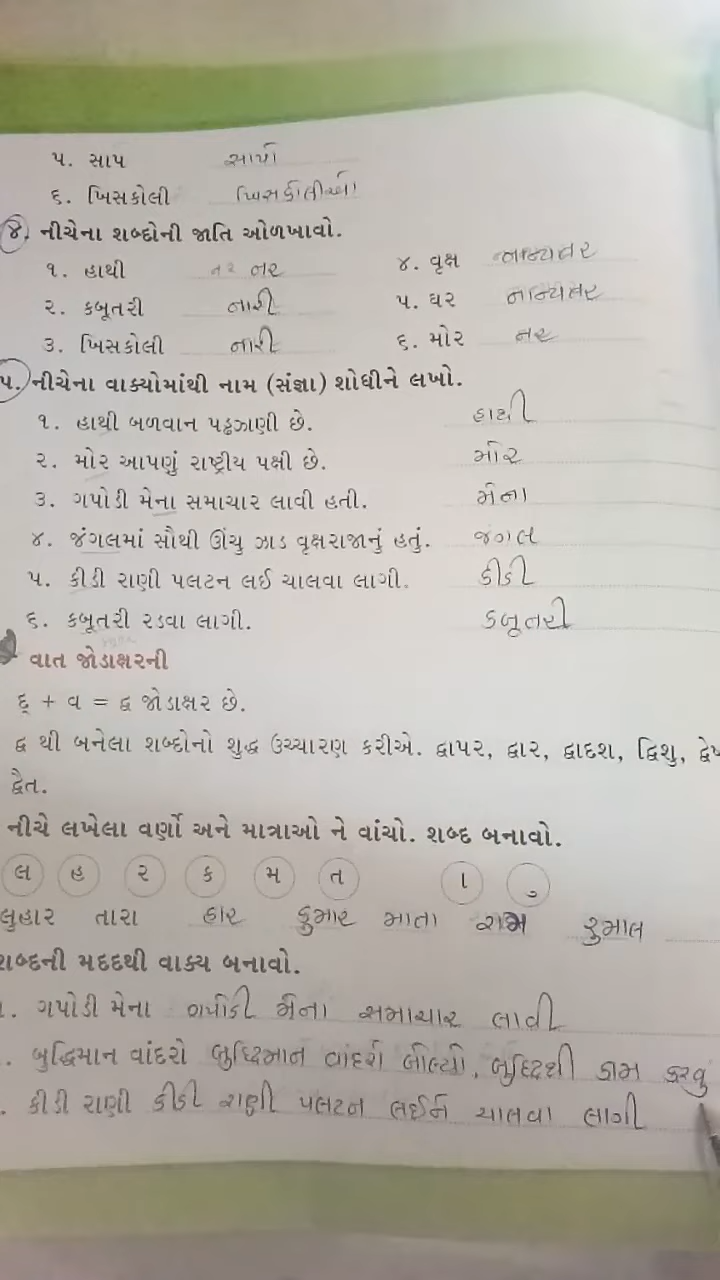 ૫. સાપ સાપો
૬. ખિસકોલી ખિસકોલીઓ
૪. નીચેના શબ્દોની જાતિ ઓળખાવો.
૧. હાથી નર નર ૪. વૃક્ષ નાન્યતર
૨. કબૂતરી નારી ૫. ઘર નાન્યતર
૩. ખિસકોલી નારી ૬. મોર નર
૫. નીચેના વાક્યોમાંથી નામ (સંજ્ઞા) શોધીને લખો.
૧. હાથી બળવાન પઠ્ઠાણી છે. હાથી
૨. મોર આપણું રાષ્ટ્રીય પક્ષી છે. મોર
૩. ગપોડી મેના સમાચાર લાવી હતી. મેના
૪. જંગલમાં સૌથી ઊંચુ ઝાડ વૃક્ષરાજાનું હતું. જંગલ
૫. કીડી રાણી પલટન લઈ ચાલવા લાગી. કીડી
૬. કબૂતરી રડવા લાગી. કબૂતરી
વાત જોડાક્ષરની
દ્ + વ = દ્વ જોડાક્ષર છે.
દ્વ થી બનેલા શબ્દોનો શુદ્ધ ઉચ્ચારણ કરીએ. દ્વાપર, દ્વાર, દ્વાદશ, દ્વિશુ,
દ્વૈત.
નીચે લખેલા વર્ણો અને માત્રાઓ ને વાંચો. શબ્દ બનાવો.
લ હ ર ક મ ત ા ુ
લુહાર તારા હાર કુમાર માતા રામ રુમાલ
શબ્દની મદદથી વાક્ય બનાવો.
૧. ગપોડી મેના ગપોડી મેના સમાચાર લાવી
. બુદ્ધિમાન વાંદરો બુધ્ધિમાન વાંદરો બોલ્યો, બુધ્ધિથી કામ કરવુ
. કીડી રાણી કીડી રાણી પલટન લઈને ચાલવા લાગી